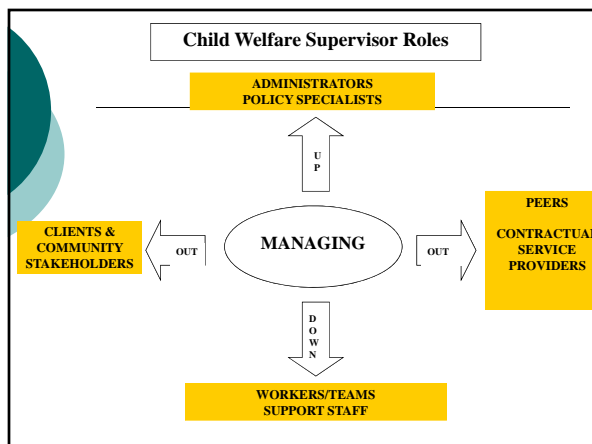 Child Welfare Supervisor Roles
ADMINISTRATORS
POLICY SPECIALISTS
U
P
CLIENTS &
COMMUNITY
STAKEHOLDERS
OUT
MANAGING
OUT
PEERS
CONTRACTUAL
SERVICE
PROVIDERS
D
O
W
N
WORKERS/TEAMS
SUPPORT STAFF